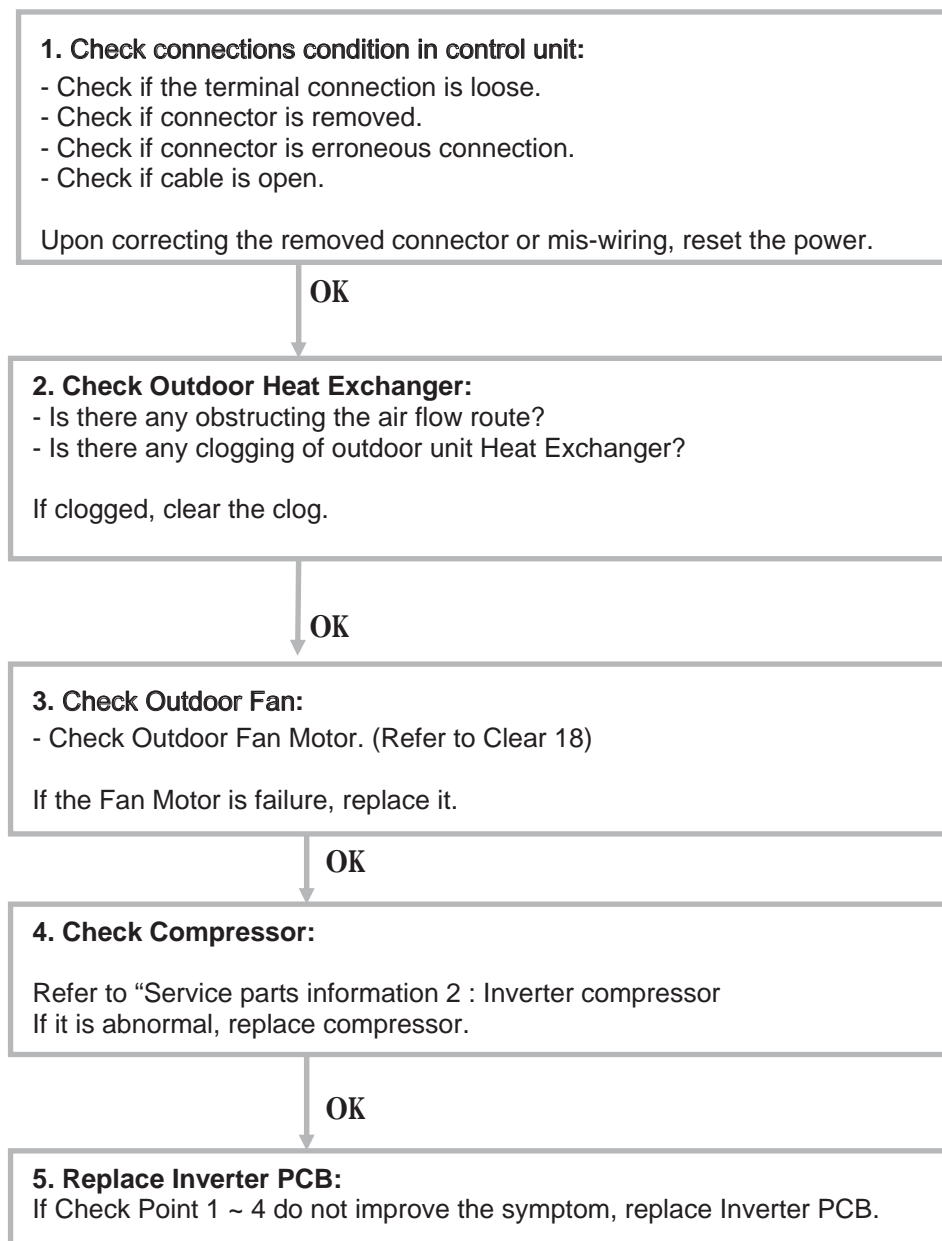 1. Check connections condition in control unit:
- Check if the terminal connection is loose.
- Check if connector is removed.
- Check if connector is erroneous connection.
- Check if cable is open.
Upon correcting the removed connector or mis-wiring, reset the power.
OK
2. Check Outdoor Heat Exchanger:
- Is there any obstructing the air flow route?
- Is there any clogging of outdoor unit Heat Exchanger?
If clogged, clear the clog.
OK
3. Check Outdoor Fan:
- Check Outdoor Fan Motor. (Refer to Clear 18)
If the Fan Motor is failure, replace it.
OK
4. Check Compressor:
Refer to “Service parts information 2 : Inverter compressor
If it is abnormal, replace compressor.
OK
5. Replace Inverter PCB:
If Check Point 1 ~ 4 do not improve the symptom, replace Inverter PCB.